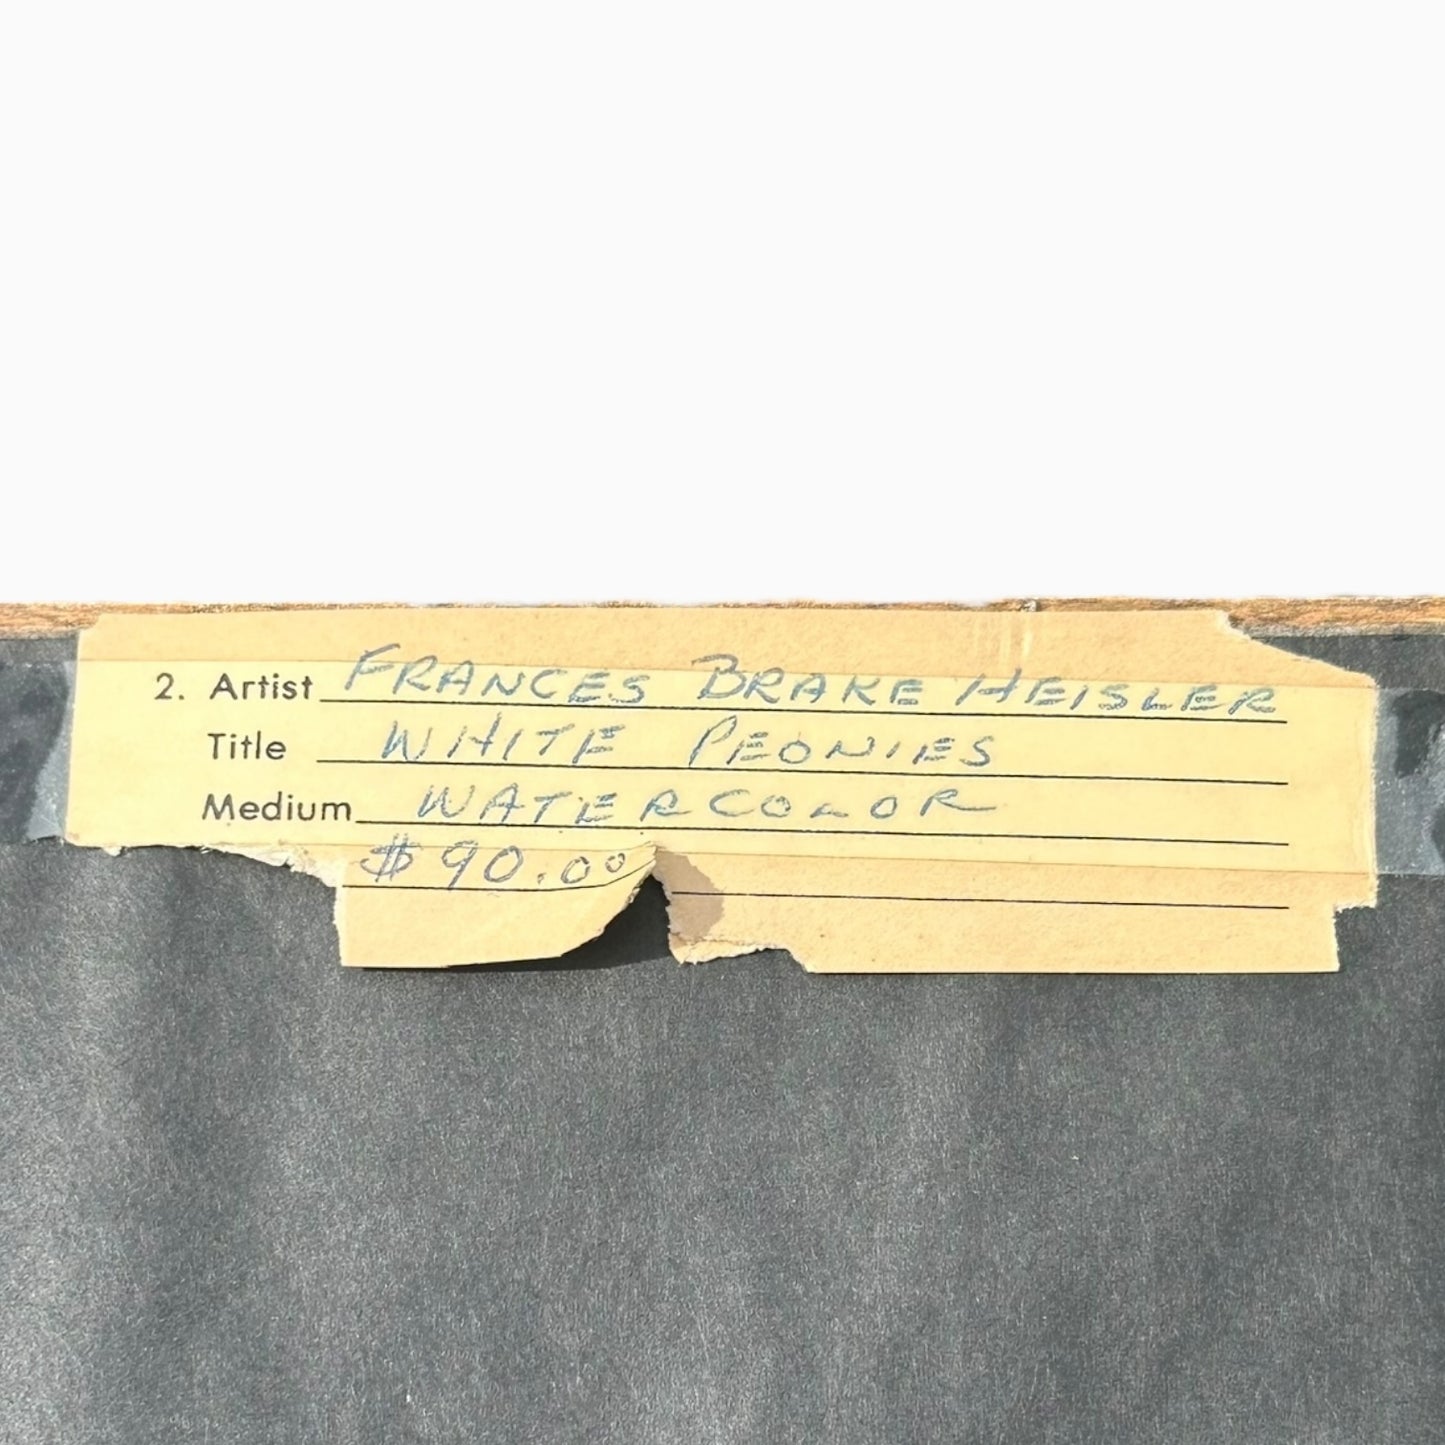 2. Artist FRANCES BRAKE HEISLER
Title WHITE PEONIES
Medium WATERCOLOR
$90.00